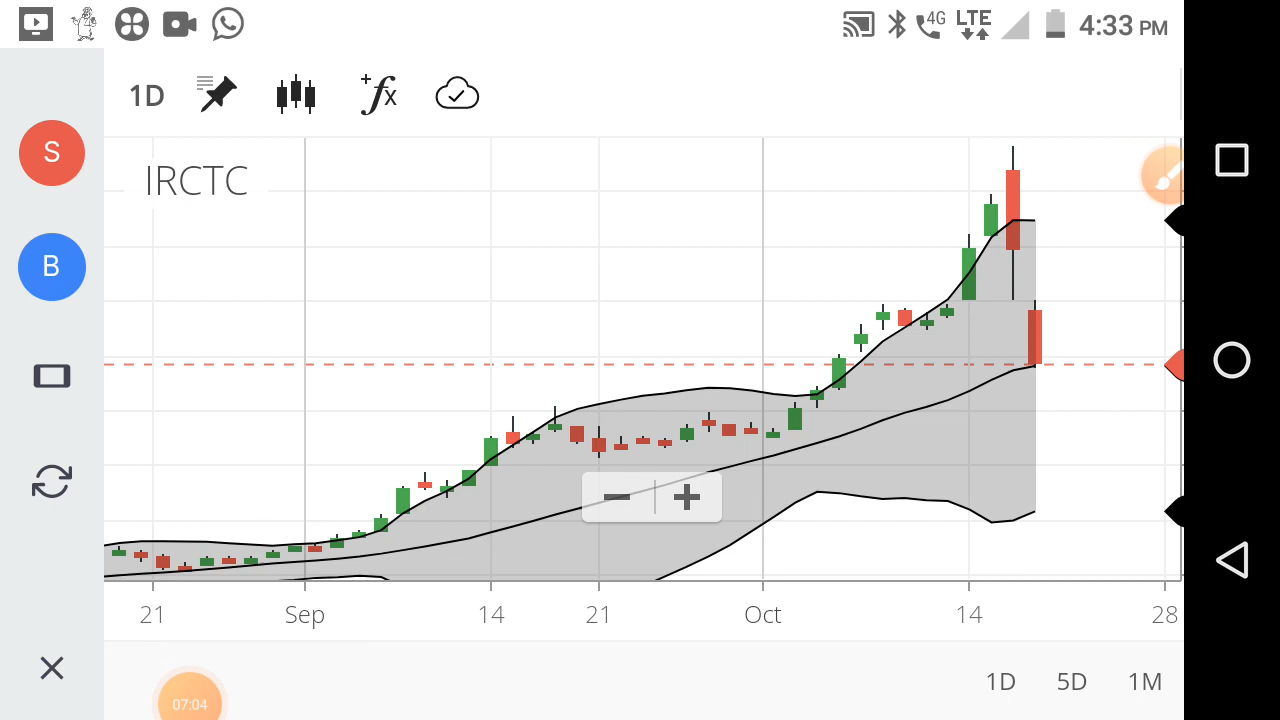 4G LTE 4:33 PM
S
B
1D fx
IRCTC
21 Sep 14 21 Oct 14 28
07:04
1D 5D 1M